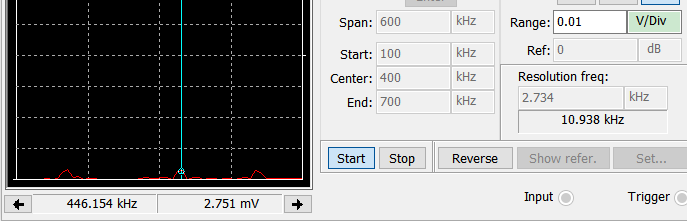 Enter
Span: 600 kHz
Range: 0.01 V/Div
Ref: 0 dB
Start: 100 kHz
Center: 400 kHz
End: 700 kHz
Resolution freq:
2.734 kHz
10.938 kHz
Start Stop Reverse Show refer. Set...
446.154 kHz 2.751 mV
Input Trigger